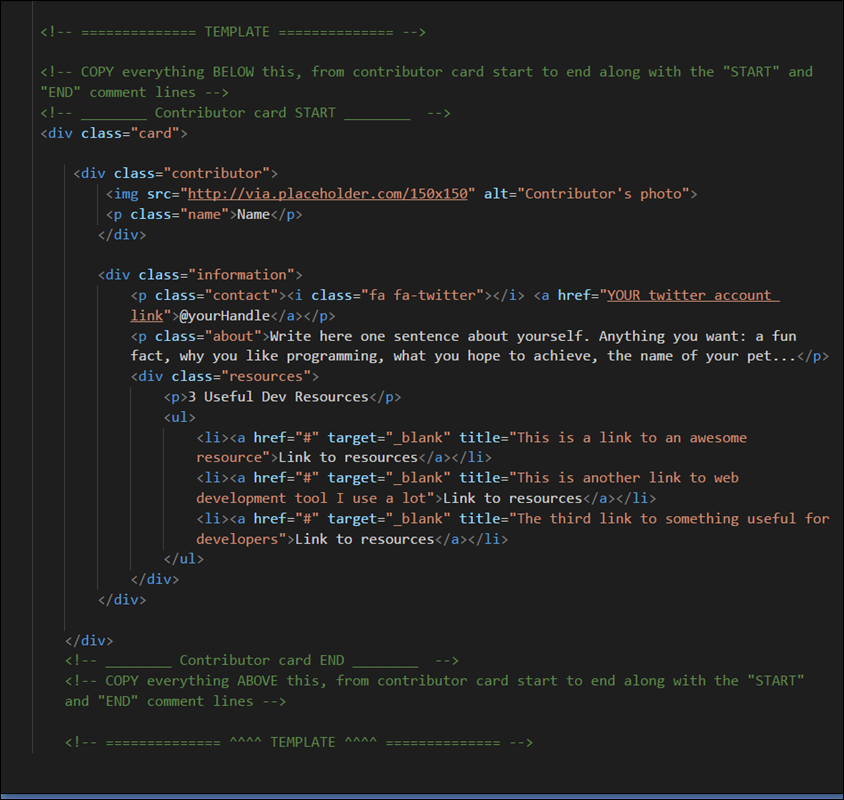 <!-- ============== TEMPLATE ============== -->
<!-- COPY everything BELOW this, from contributor card start to end along with the "START" and
"END" comment lines -->
<!-- ________ Contributor card START ________  -->
<div class="card">
<div class="contributor">
<img src="http://via.placeholder.com/150x150" alt="Contributor's photo">
<p class="name">Name</p>
</div>
<div class="information">
<p class="contact"><i class="fa fa-twitter"></i> <a href="YOUR twitter account
link">@yourHandle</a></p>
<p class="about">Write here one sentence about yourself. Anything you want: a fun
fact, why you like programming, what you hope to achieve, the name of your pet...</p>
<div class="resources">
<p>3 Useful Dev Resources</p>
<ul>
<li><a href="#" target="_blank" title="This is a link to an awesome
resource">Link to resources</a></li>
<li><a href="#" target="_blank" title="This is another link to web
development tool I use a lot">Link to resources</a></li>
<li><a href="#" target="_blank" title="The third link to something useful for
developers">Link to resources</a></li>
</ul>
</div>
</div>
</div>
<!-- ________ Contributor card END ________  -->
<!-- COPY everything ABOVE this, from contributor card start to end along with the "START"
and "END" comment lines -->
<!-- ============== ^^^^ TEMPLATE ^^^^ ============== -->